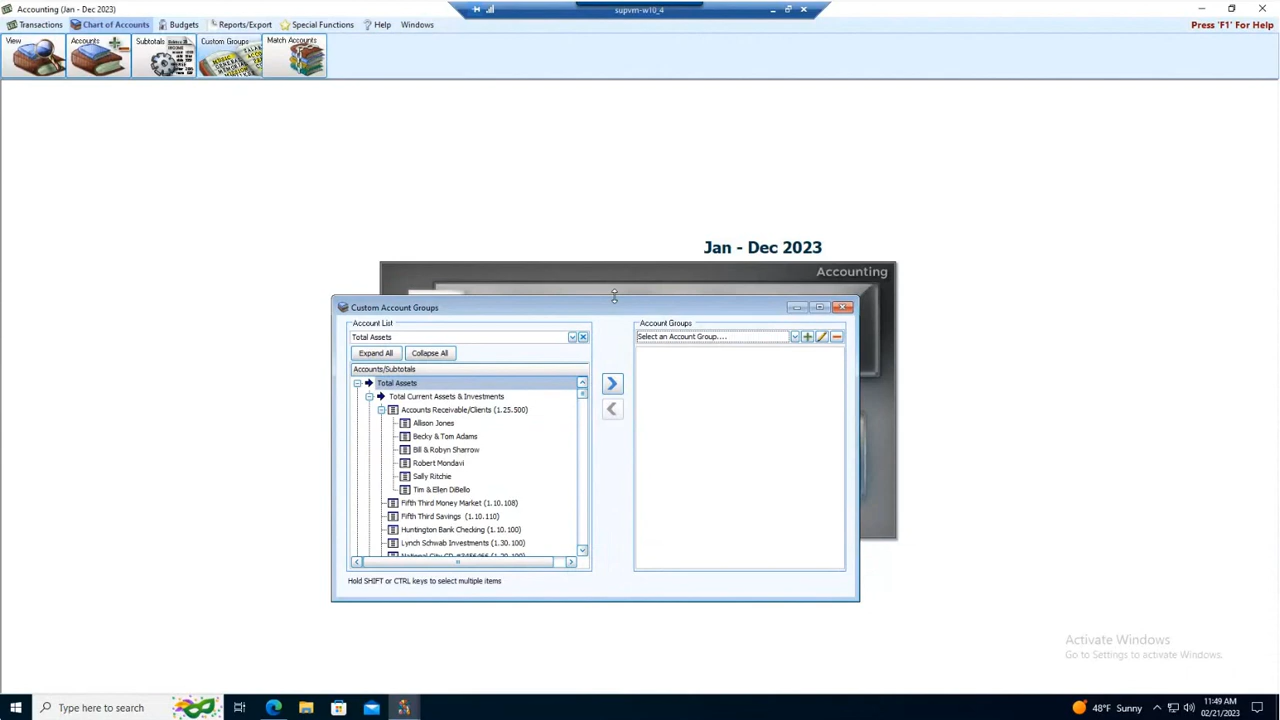 Accounting (Jan - Dec 2023)
supvm-w10_4
Transactions
Chart of Accounts
Budgets
Reports/Export
Special Functions
Help
Windows
Press 'F1' For Help
View
Accounts
Subtotals
Custom Groups
Match Accounts
Jan - Dec 2023
Accounting
Custom Account Groups
Account List
Total Assets
Expand All
Collapse All
Accounts/Subtotals
Total Assets
Total Current Assets & Investments
Accounts Receivable/Clients (1.25.500)
Allison Jones
Becky & Tom Adams
Bill & Robyn Sharrow
Robert Mondavi
Sally Ritchie
Tim & Ellen DiBello
Fifth Third Money Market (1.10.108)
Fifth Third Savings (1.10.110)
Huntington Bank Checking (1.10.100)
Lynch Schwab Investments (1.30.100)
Hold SHIFT or CTRL keys to select multiple items
Account Groups
Select an Account Group....
Activate Windows
Go to Settings to activate Windows.
Type here to search
48°F Sunny
11:49 AM
02/21/2023